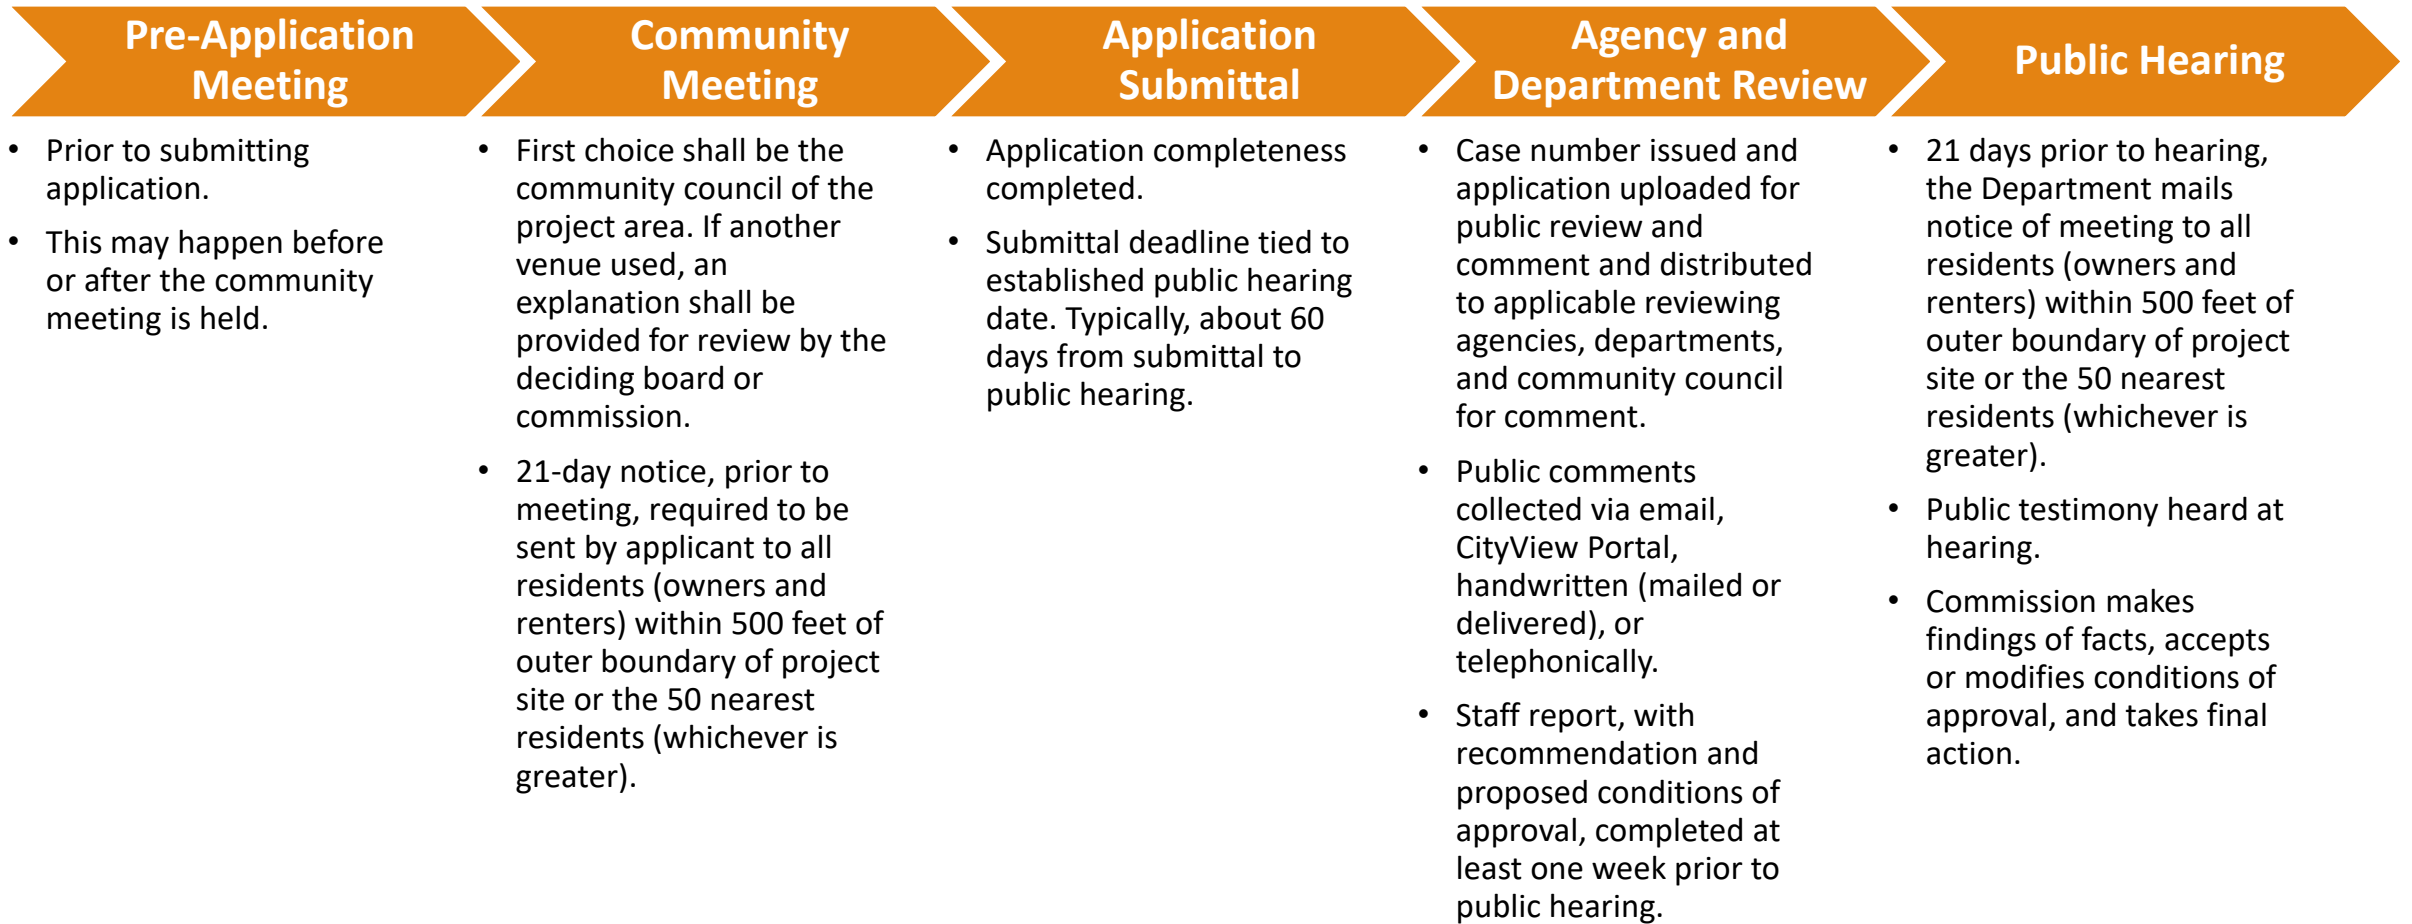 Pre-Application
Meeting
• Prior to submitting
application.
• This may happen before
or after the community
meeting is held.
Community
Meeting
• First choice shall be the
community council of the
project area. If another
venue used, an
explanation shall be
provided for review by the
deciding board or
commission.
• 21-day notice, prior to
meeting, required to be
sent by applicant to all
residents (owners and
renters) within 500 feet of
outer boundary of project
site or the 50 nearest
residents (whichever is
greater).
Application
Submittal
• Application completeness
completed.
• Submittal deadline tied to
established public hearing
date. Typically, about 60
days from submittal to
public hearing.
Agency and
Department Review
• Case number issued and
application uploaded for
public review and
comment and distributed
to applicable reviewing
agencies, departments,
and community council
for comment.
• Public comments
collected via email,
CityView Portal,
handwritten (mailed or
delivered), or
telephonically.
• Staff report, with
recommendation and
proposed conditions of
approval, completed at
least one week prior to
public hearing.
Public Hearing
• 21 days prior to hearing,
the Department mails
notice of meeting to all
residents (owners and
renters) within 500 feet of
outer boundary of project
site or the 50 nearest
residents (whichever is
greater).
• Public testimony heard at
hearing.
• Commission makes
findings of facts, accepts
or modifies conditions of
approval, and takes final
action.